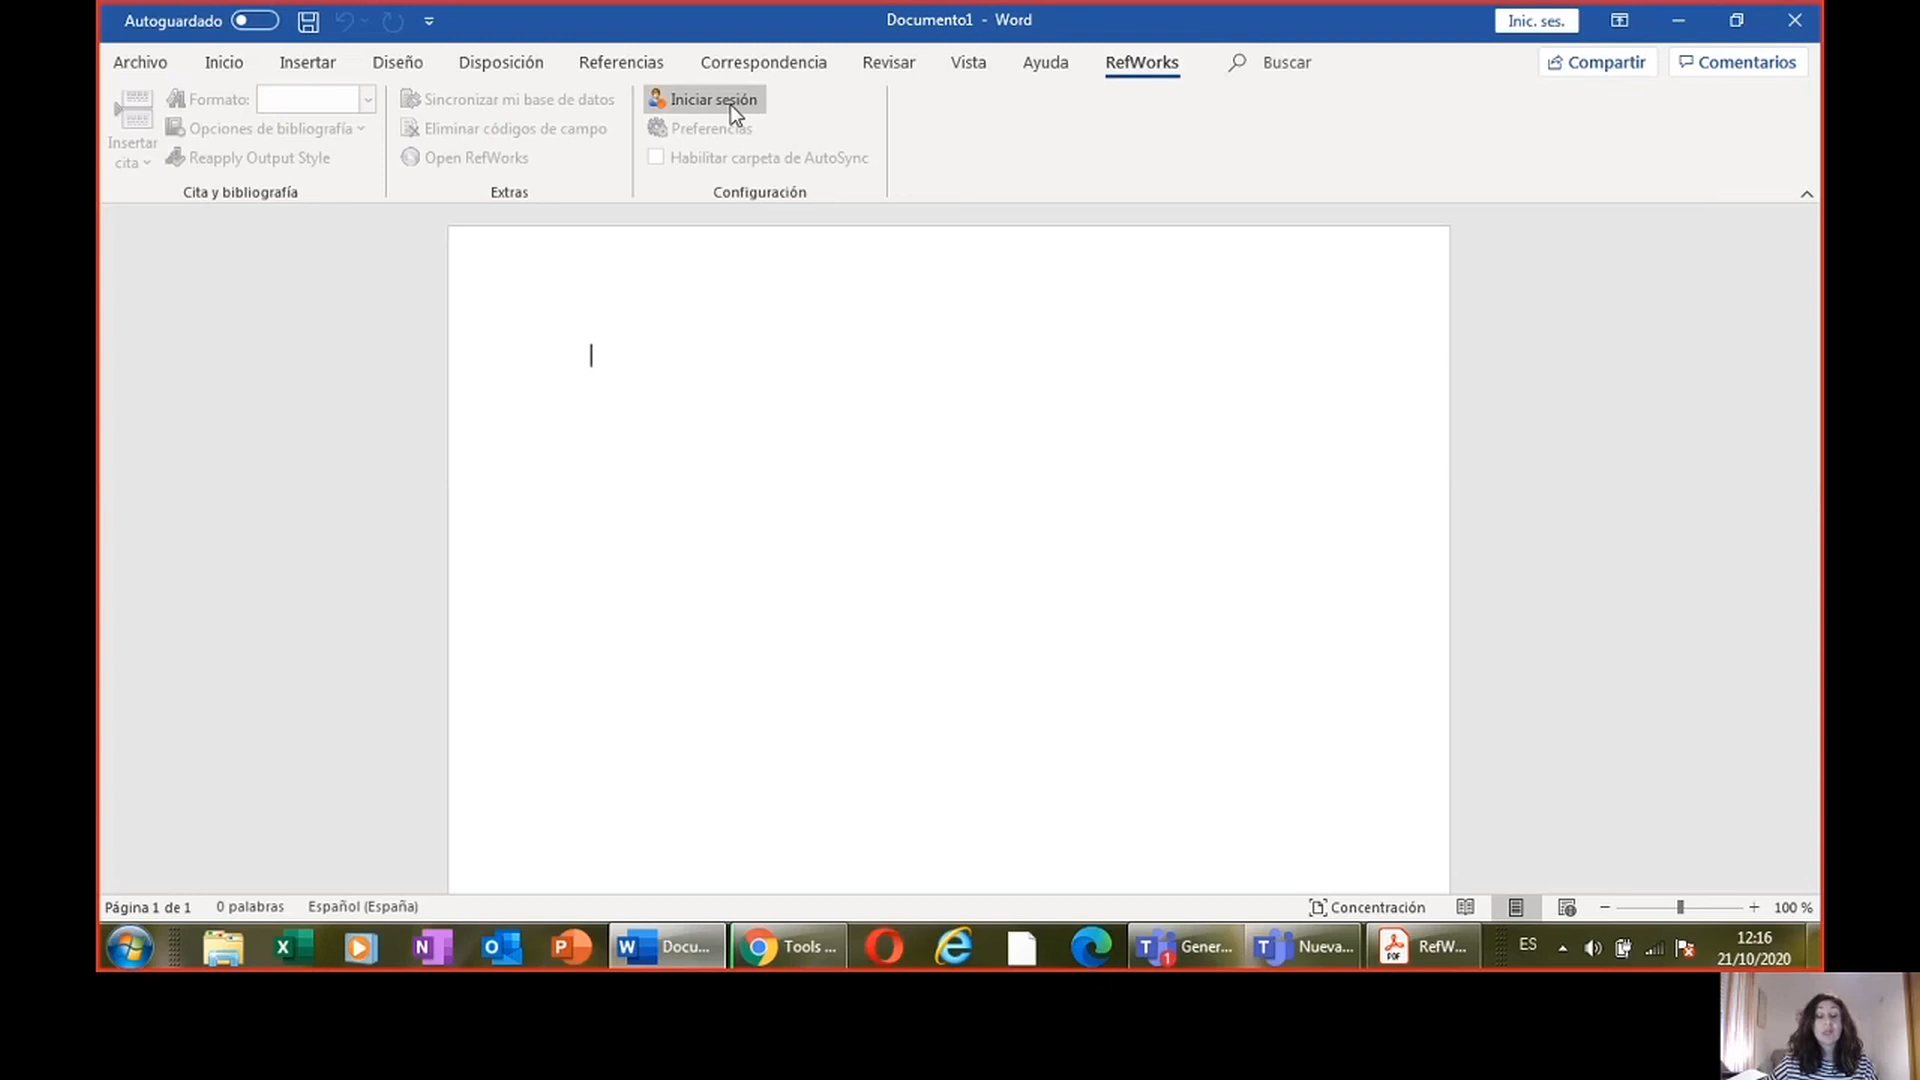 Autoguardado
Documento1 - Word
Inic. ses.
Archivo Inicio Insertar Diseño Disposición Referencias Correspondencia Revisar Vista Ayuda RefWorks Buscar
Compartir Comentarios
Insertar cita
Formato:
Opciones de bibliografía
Reapply Output Style
Cita y bibliografía
Sincronizar mi base de datos
Eliminar códigos de campo
Open RefWorks
Extras
Iniciar sesión
Preferencias
Habilitar carpeta de AutoSync
Configuración
Página 1 de 1 0 palabras Español (España)
Concentración
100 %
Docu...
Tools ...
Gener...
1
Nueva...
PDF
RefW...
ES
12:16
21/10/2020